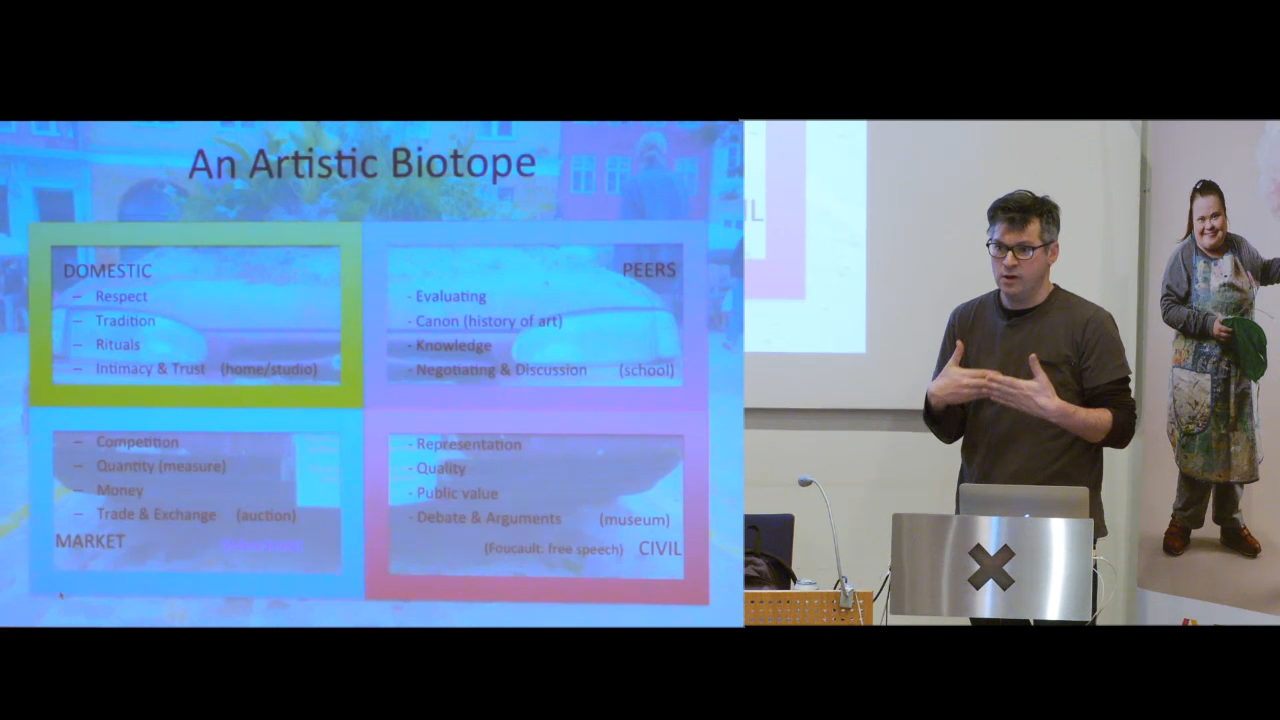 An Artistic Biotope
DOMESTIC
– Respect
– Tradition
– Rituals
– Intimacy & Trust (home/studio)
PEERS
- Evaluating
- Canon (history of art)
- Knowledge
- Negotiating & Discussion (school)
– Competition
– Quantity (measure)
– Money
– Trade & Exchange (auction)
MARKET
- Representation
- Quality
- Public value
- Debate & Arguments (museum)
(Foucault: free speech) CIVIL
IL